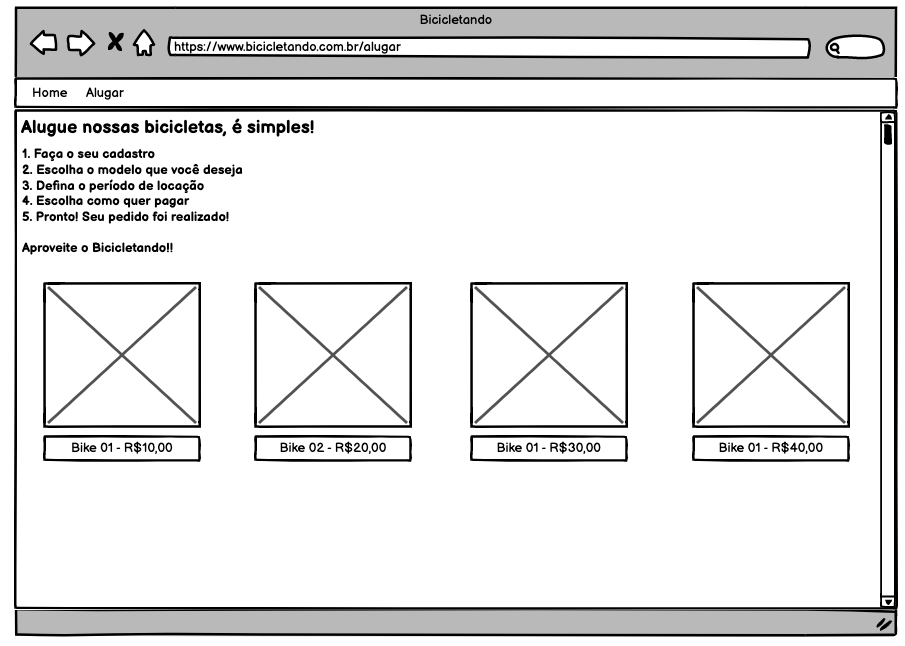 Bicicletando
https://www.bicicletando.com.br/alugar
Home Alugar
Alugue nossas bicicletas, é simples!
1. Faça o seu cadastro
2. Escolha o modelo que você deseja
3. Defina o período de locação
4. Escolha como quer pagar
5. Pronto! Seu pedido foi realizado!
Aproveite o Bicicletando!!
Bike 01 - R$10,00
Bike 02 - R$20,00
Bike 01 - R$30,00
Bike 01 - R$40,00